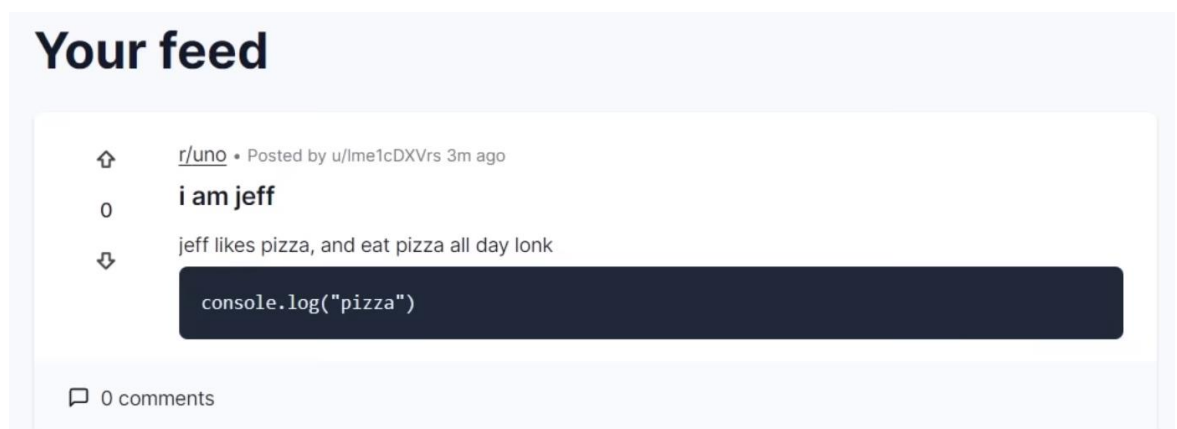 Your feed
r/uno • Posted by u/Ime1cDXVrs 3m ago
i am jeff
0
jeff likes pizza, and eat pizza all day lonk
console.log("pizza")
0 comments